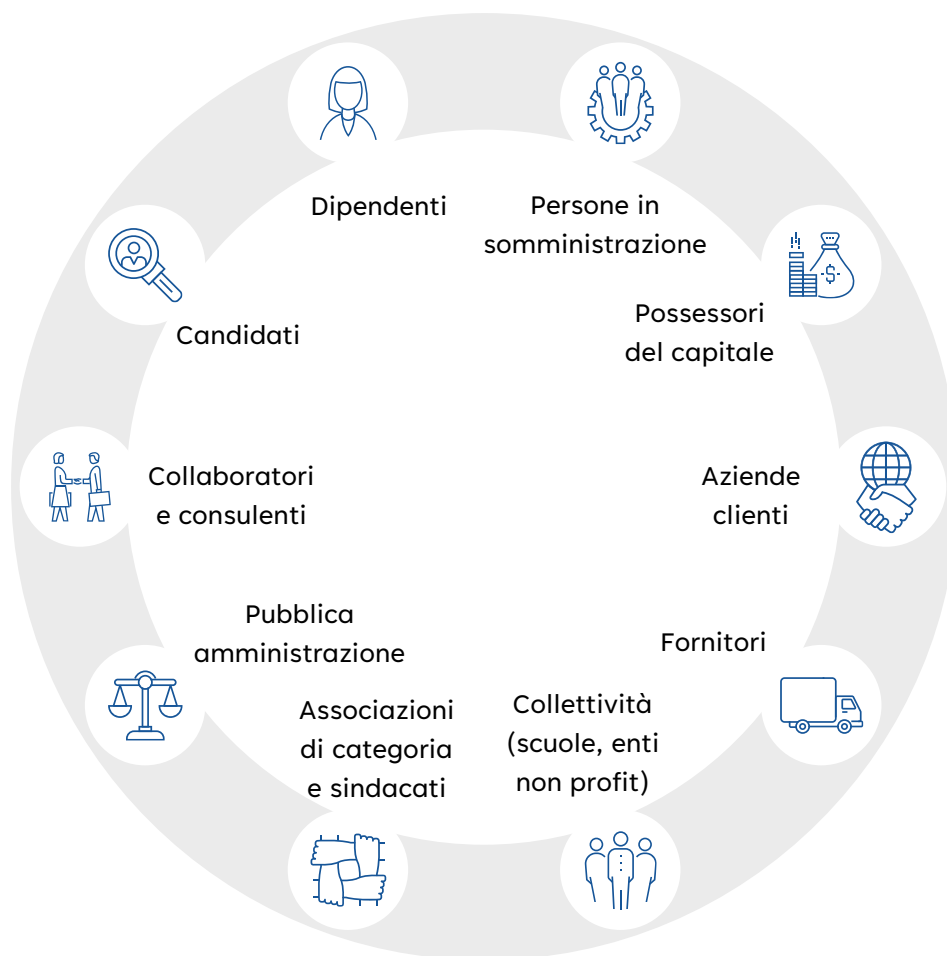 Dipendenti
Persone in
somministrazione
Possessori
del capitale
Candidati
Collaboratori
e consulenti
Aziende
clienti
Pubblica
amministrazione
Fornitori
Associazioni
di categoria
e sindacati
Collettività
(scuole, enti
non profit)
$